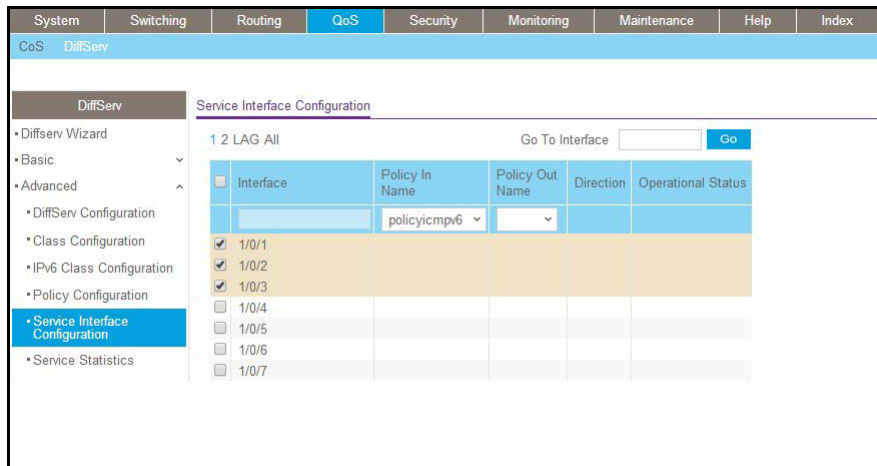 System Switching Routing QoS Security Monitoring Maintenance Help Index
CoS DiffServ
DiffServ
Diffserv Wizard
Basic
Advanced
DiffServ Configuration
Class Configuration
IPv6 Class Configuration
Policy Configuration
Service Interface
Configuration
Service Statistics
Service Interface Configuration
1 2 LAG All Go To Interface Go
Interface Policy In Name Policy Out Name Direction Operational Status
policyicmpv6
1/0/1
1/0/2
1/0/3
1/0/4
1/0/5
1/0/6
1/0/7